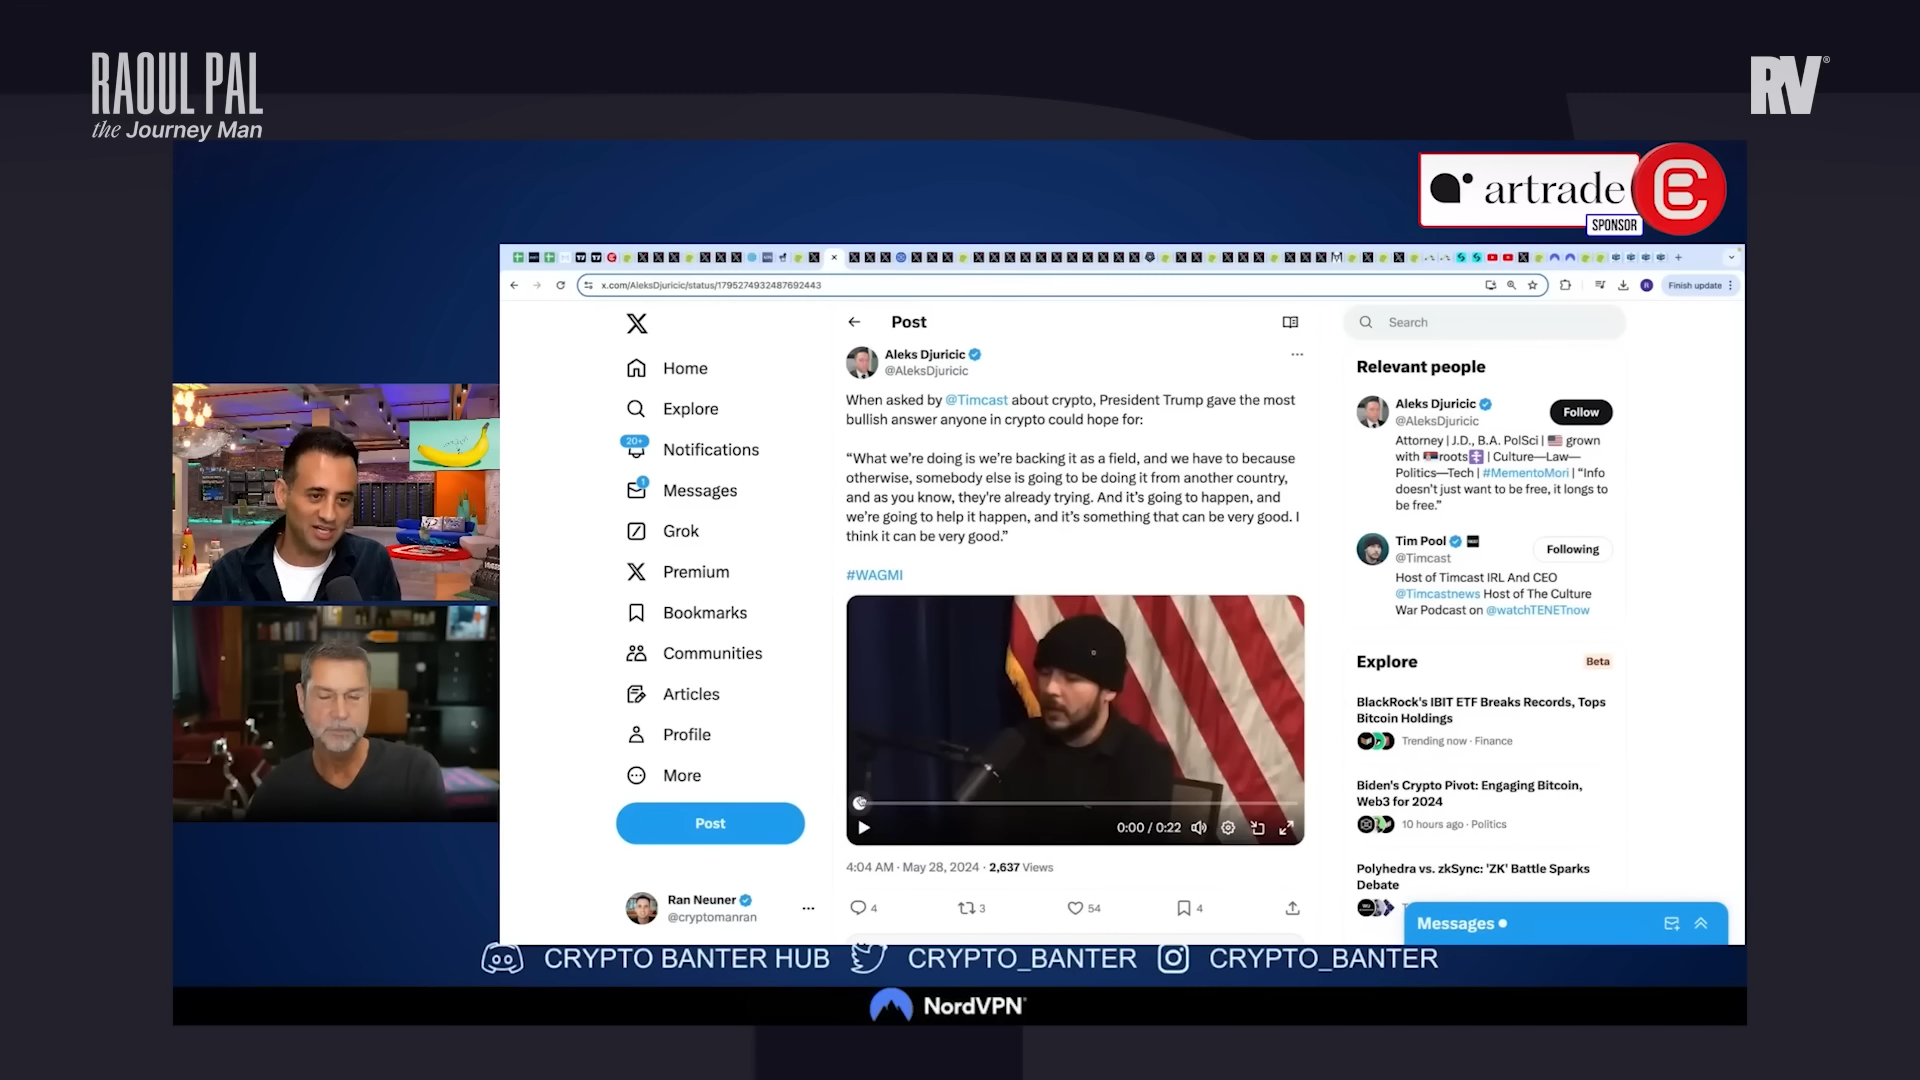 RAOUL PAL
the Journey Man
RV®
artrade
SPONSOR
x.com/AleksDjuricic/status/1795274932487692443
Finish update
Home
Explore
20+
Notifications
1
Messages
Grok
Premium
Bookmarks
Communities
Articles
Profile
More
Post
Ran Neuner
@cryptomanran
Post
Aleks Djuricic
@AleksDjuricic
When asked by @Timcast about crypto, President Trump gave the most
bullish answer anyone in crypto could hope for:
“What we’re doing is we’re backing it as a field, and we have to because
otherwise, somebody else is going to be doing it from another country,
and as you know, they’re already trying. And it’s going to happen, and
we’re going to help it happen, and it’s something that can be very good. I
think it can be very good.”
#WAGMI
0:00 / 0:22
4:04 AM · May 28, 2024 · 2,637 Views
4
3
54
4
Search
Relevant people
Aleks Djuricic
Follow
@AleksDjuricic
Attorney | J.D., B.A. PolSci | 🇺🇸 grown
with 🇷🇸roots☦️ | Culture—Law—
Politics—Tech | #MementoMori | “Info
doesn’t just want to be free, it longs to
be free.”
Tim Pool
Following
@Timcast
Host of Timcast IRL And CEO
@Timcastnews Host of The Culture
War Podcast on @watchTENETnow
Explore
Beta
BlackRock's IBIT ETF Breaks Records, Tops
Bitcoin Holdings
Trending now · Finance
Biden's Crypto Pivot: Engaging Bitcoin,
Web3 for 2024
10 hours ago · Politics
Polyhedra vs. zkSync: 'ZK' Battle Sparks
Debate
Messages
CRYPTO BANTER HUB
CRYPTO_BANTER
CRYPTO_BANTER
NordVPN®